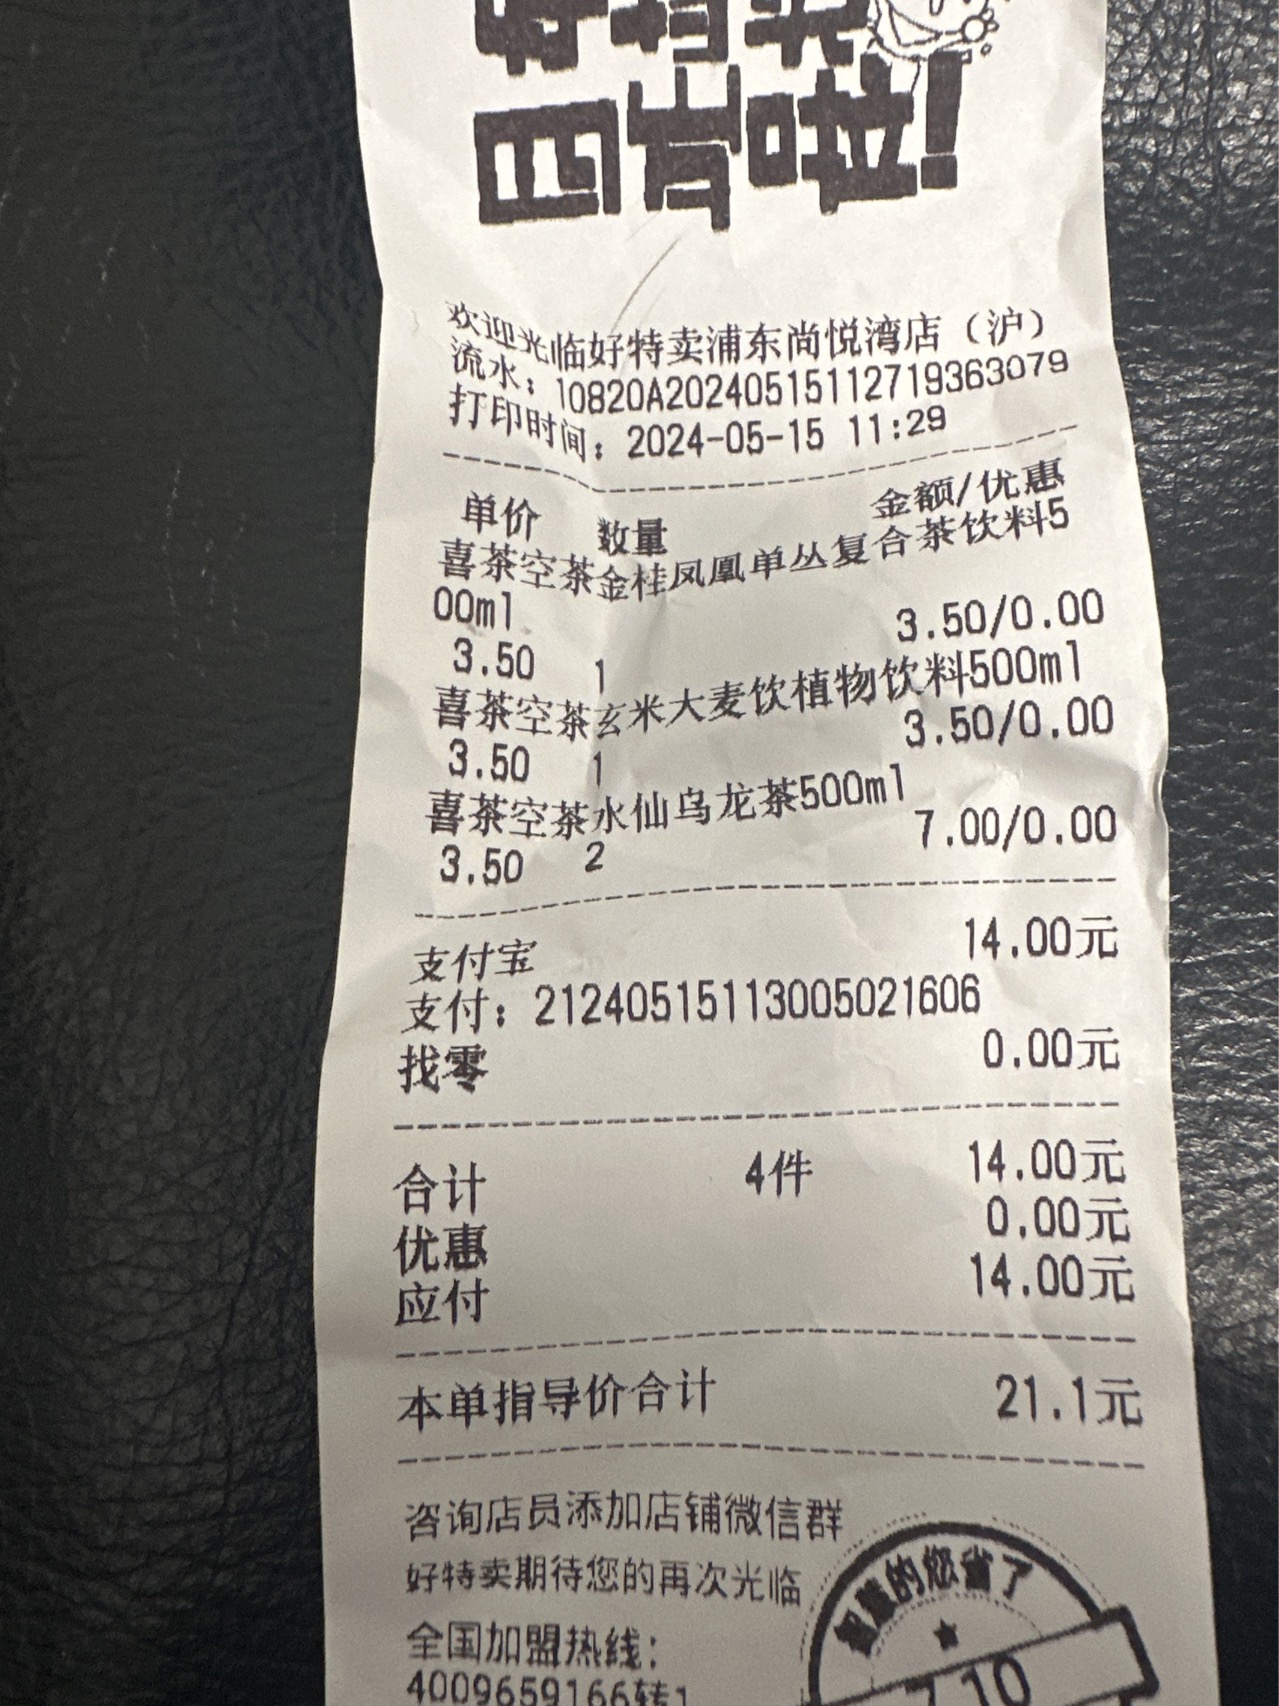 好特卖
四岁啦!
欢迎光临好特卖浦东尚悦湾店（沪）
流水：10820A20240515112719363079
打印时间：2024-05-15 11:29
单价 数量 金额/优惠
喜茶空茶金桂凤凰单丛复合茶饮料5
00ml
3.50 1 3.50/0.00
喜茶空茶玄米大麦饮植物饮料500ml
3.50 1 3.50/0.00
喜茶空茶水仙乌龙茶500ml
3.50 2 7.00/0.00
支付宝 14.00元
支付：212405151113005021606
找零 0.00元
合计 4件 14.00元
优惠 0.00元
应付 14.00元
本单指导价合计 21.1元
咨询店员添加店铺微信群
好特卖期待您的再次光临
全国加盟热线：
4009659166转1
的您省了
7.10